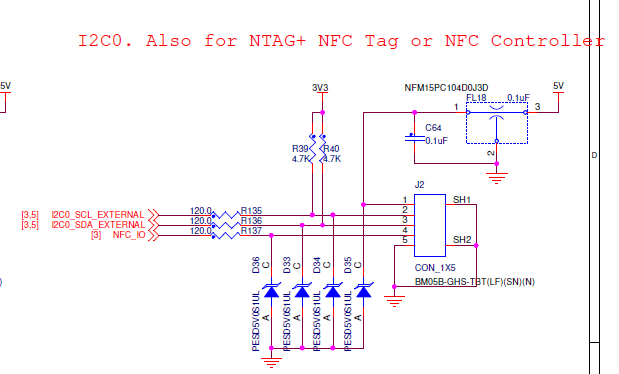 I2C0. Also for NTAG+ NFC Tag or NFC Controller
5V
3V3
NFM15PC104D0J3D
5V
FL18
0.1uF
1
3
2
C64
0.1uF
R39
4.7K
R40
4.7K
D
J2
[3,5] I2C0_SCL_EXTERNAL 120.0 R135
[3,5] I2C0_SDA_EXTERNAL 120.0 R136
[3] NFC_IO 120.0 R137
1
2
3
4
5
SH1
SH2
CON_1X5
BM05B-GHS-TBT(LF)(SN)(N)
D36
C
D33
C
D34
C
D35
C
PESD5V0S1UL
A
PESD5V0S1UL
A
PESD5V0S1UL
A
PESD5V0S1UL
A
)